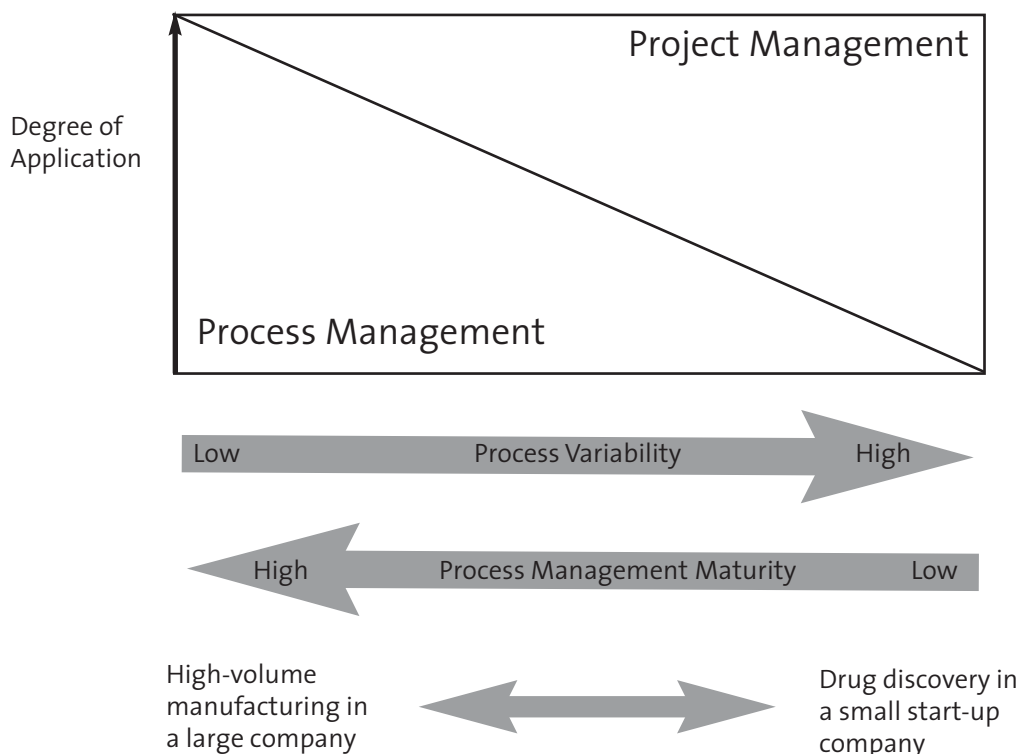 Project Management
Degree of
Application
Process Management
Low Process Variability High
High Process Management Maturity Low
High-volume
manufacturing in
a large company
Drug discovery in
a small start-up
company